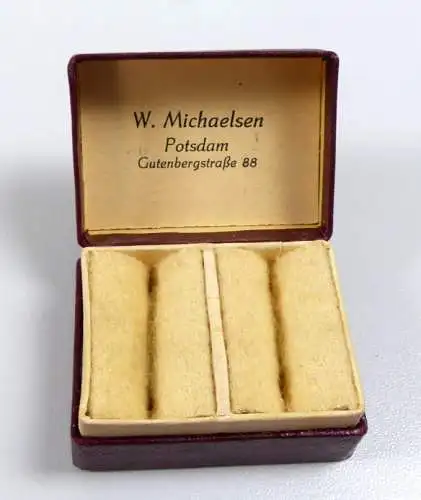 W. Michaelsen
Potsdam
Gutenbergstraße 88